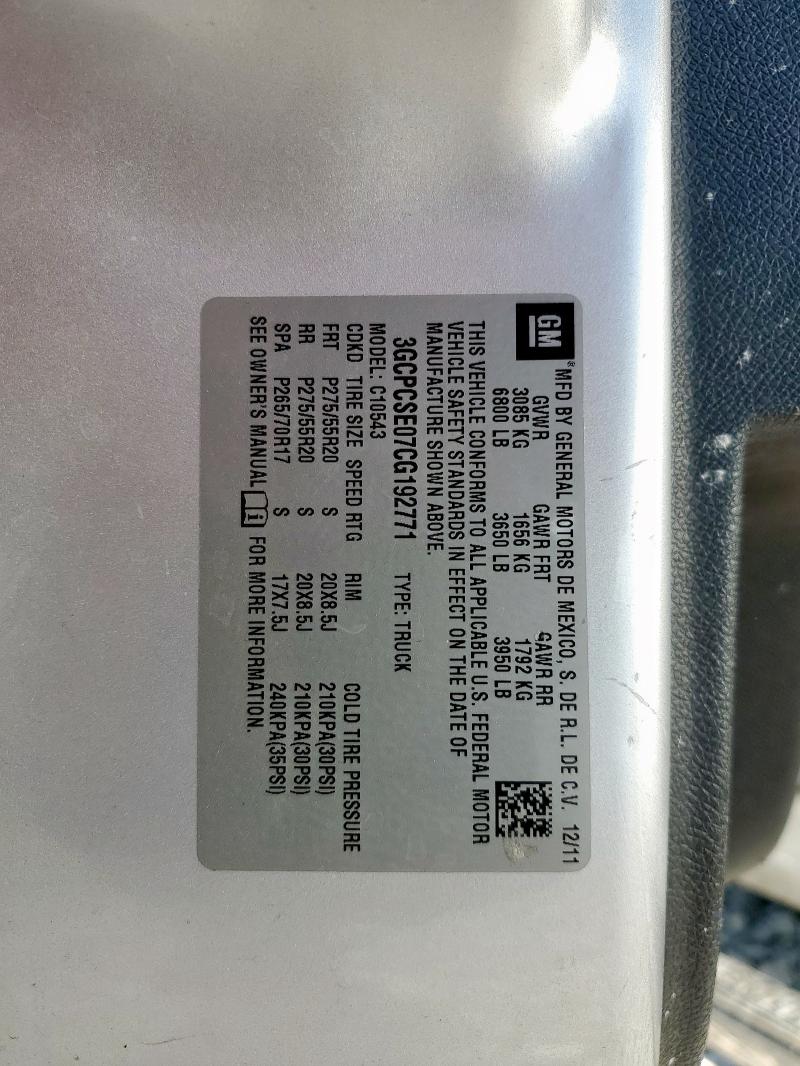 GM
® MFD BY GENERAL MOTORS DE MEXICO, S. DE R.L. DE C.V. 12/11
GVWR GAWR FRT GAWR RR
3085 KG 1656 KG 1792 KG
6800 LB 3650 LB 3950 LB
THIS VEHICLE CONFORMS TO ALL APPLICABLE U.S. FEDERAL MOTOR
VEHICLE SAFETY STANDARDS IN EFFECT ON THE DATE OF
MANUFACTURE SHOWN ABOVE.
3GCPCSE07CG192771 TYPE: TRUCK
MODEL: C10543
CDKD TIRE SIZE SPEED RTG RIM COLD TIRE PRESSURE
FRT P275/55R20 S 20X8.5J 210KPA(30PSI)
RR P275/55R20 S 20X8.5J 210KPA(30PSI)
SPA P265/70R17 S 17X7.5J 240KPA(35PSI)
SEE OWNER'S MANUAL i FOR MORE INFORMATION.